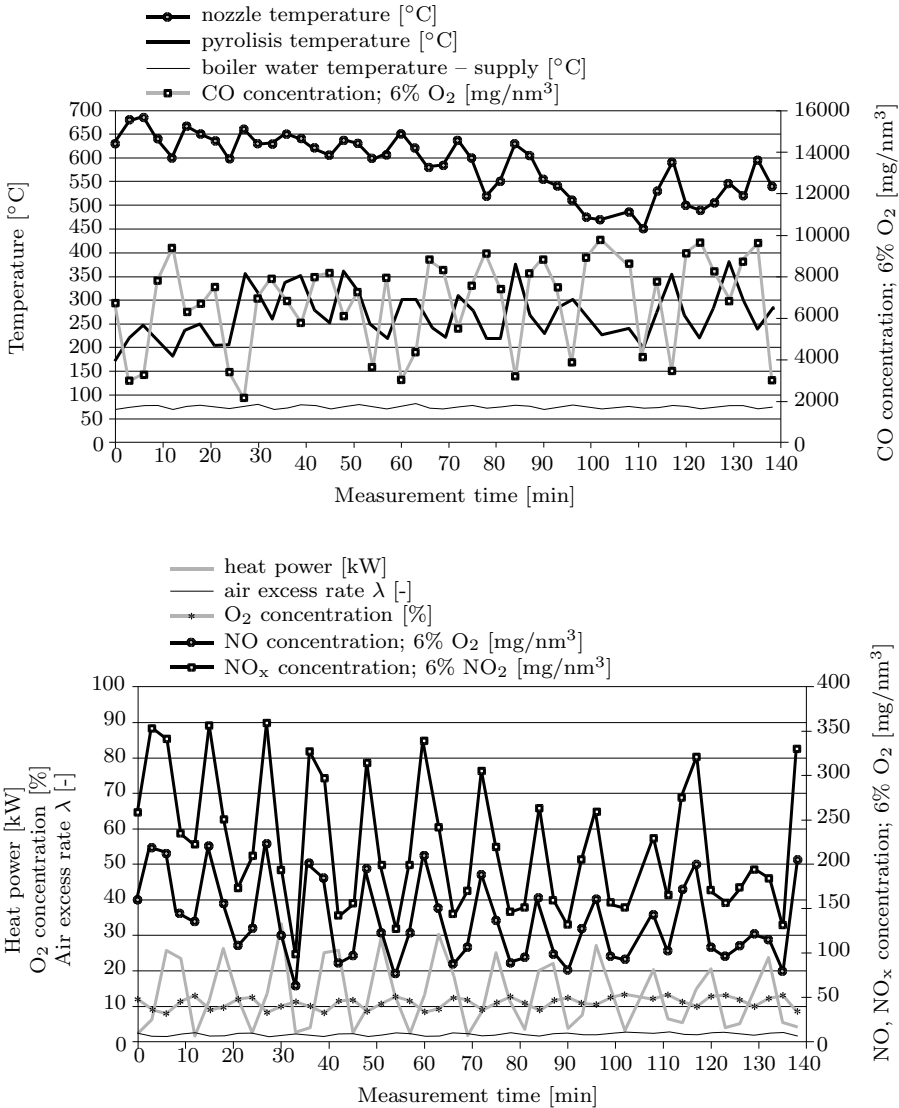 nozzle temperature [°C]
pyrolisis temperature [°C]
boiler water temperature – supply [°C]
CO concentration; 6% O₂ [mg/nm³]
700
650
600
550
500
450
400
350
300
250
200
150
100
50
0
Temperature [°C]
16000
14000
12000
10000
8000
6000
4000
2000
0
CO concentration; 6% O₂ [mg/nm³]
0 10 20 30 40 50 60 70 80 90 100 110 120 130 140
Measurement time [min]
heat power [kW]
air excess rate λ [-]
O₂ concentration [%]
NO concentration; 6% O₂ [mg/nm³]
NOₓ concentration; 6% NO₂ [mg/nm³]
100
90
80
70
60
50
40
30
20
10
0
Heat power [kW]
O₂ concentration [%]
Air excess rate λ [-]
400
350
300
250
200
150
100
50
0
NO, NOₓ concentration; 6% O₂ [mg/nm³]
0 10 20 30 40 50 60 70 80 90 100 110 120 130 140
Measurement time [min]